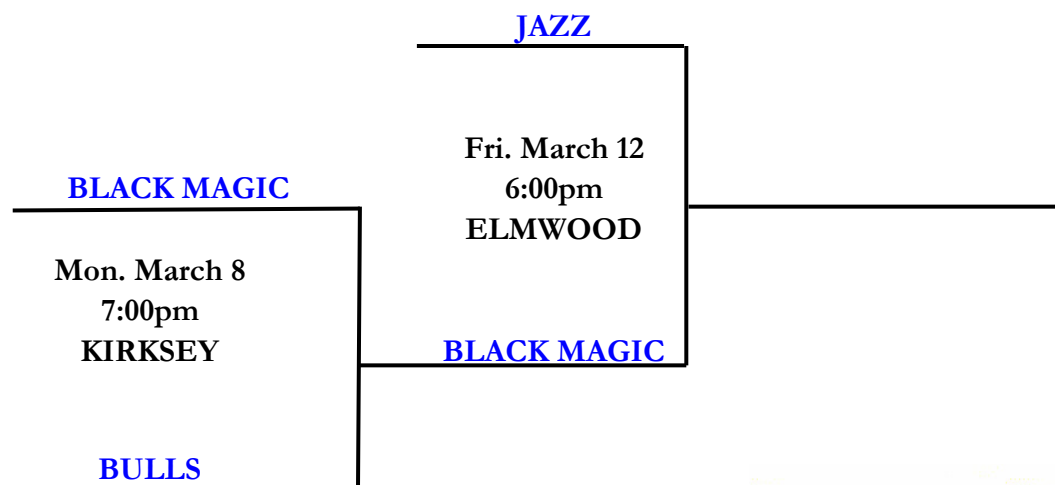 JAZZ
Fri. March 12
6:00pm
ELMWOOD
BLACK MAGIC
Mon. March 8
7:00pm
KIRKSEY
BLACK MAGIC
BULLS